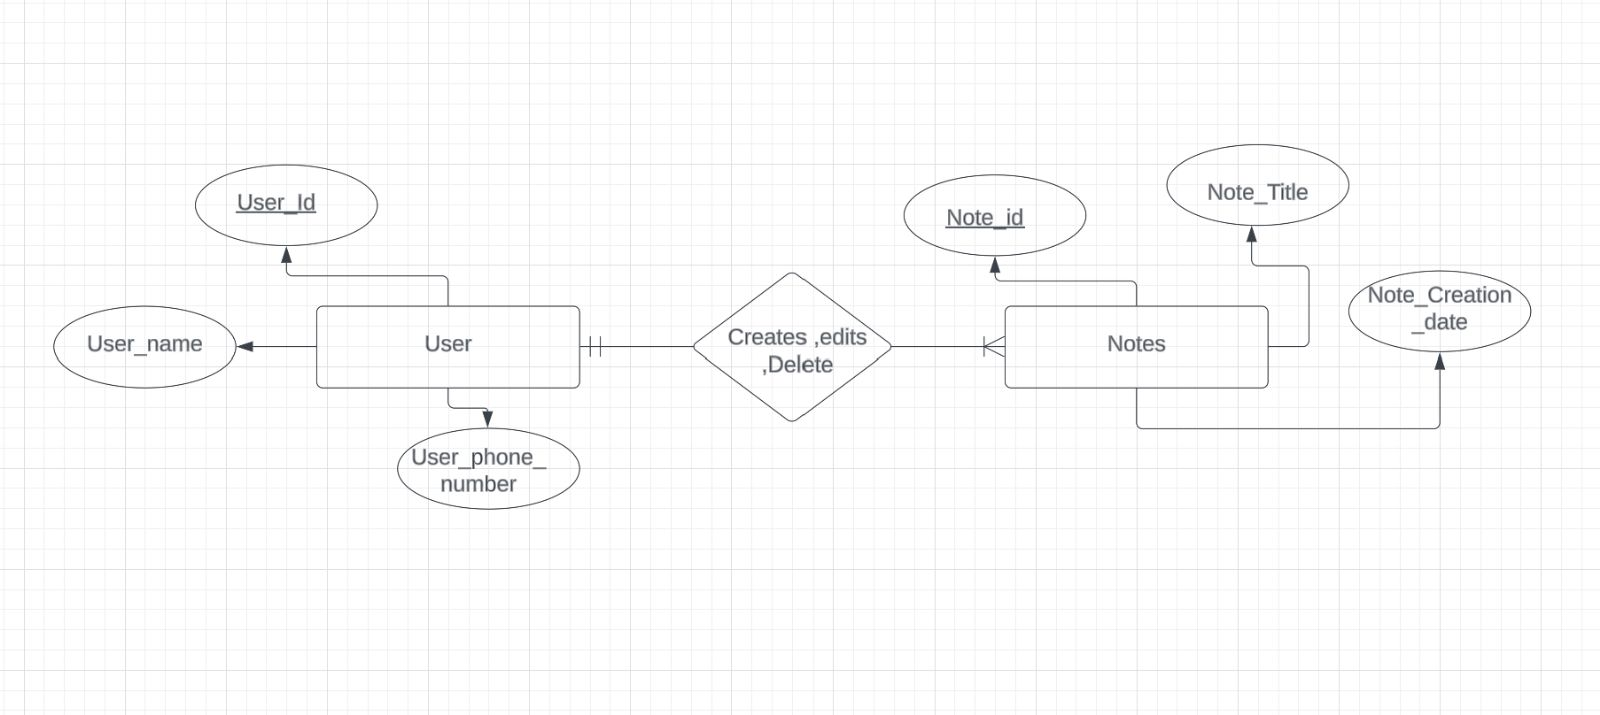 User_Id
User_name
User
User_phone_
number
Creates ,edits
,Delete
Note_id
Notes
Note_Title
Note_Creation
_date